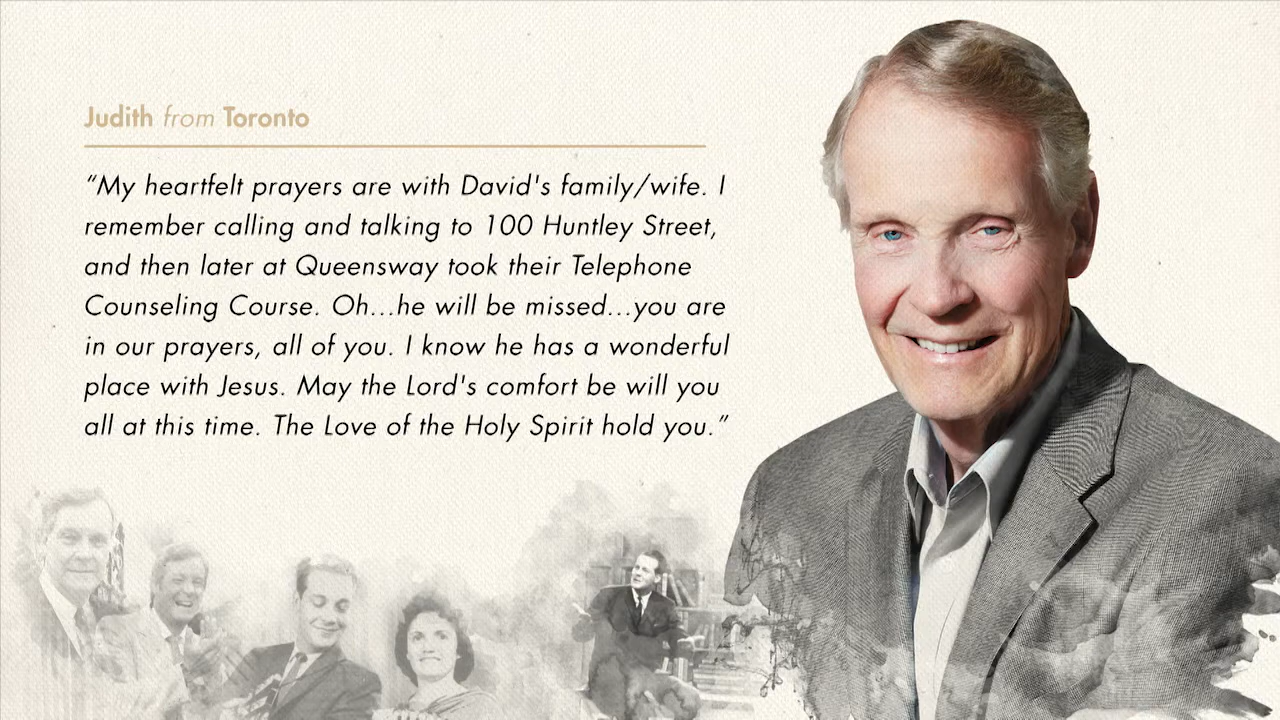 Judith from Toronto
“My heartfelt prayers are with David's family/wife. I
remember calling and talking to 100 Huntley Street,
and then later at Queensway took their Telephone
Counseling Course. Oh...he will be missed...you are
in our prayers, all of you. I know he has a wonderful
place with Jesus. May the Lord's comfort be will you
all at this time. The Love of the Holy Spirit hold you.”